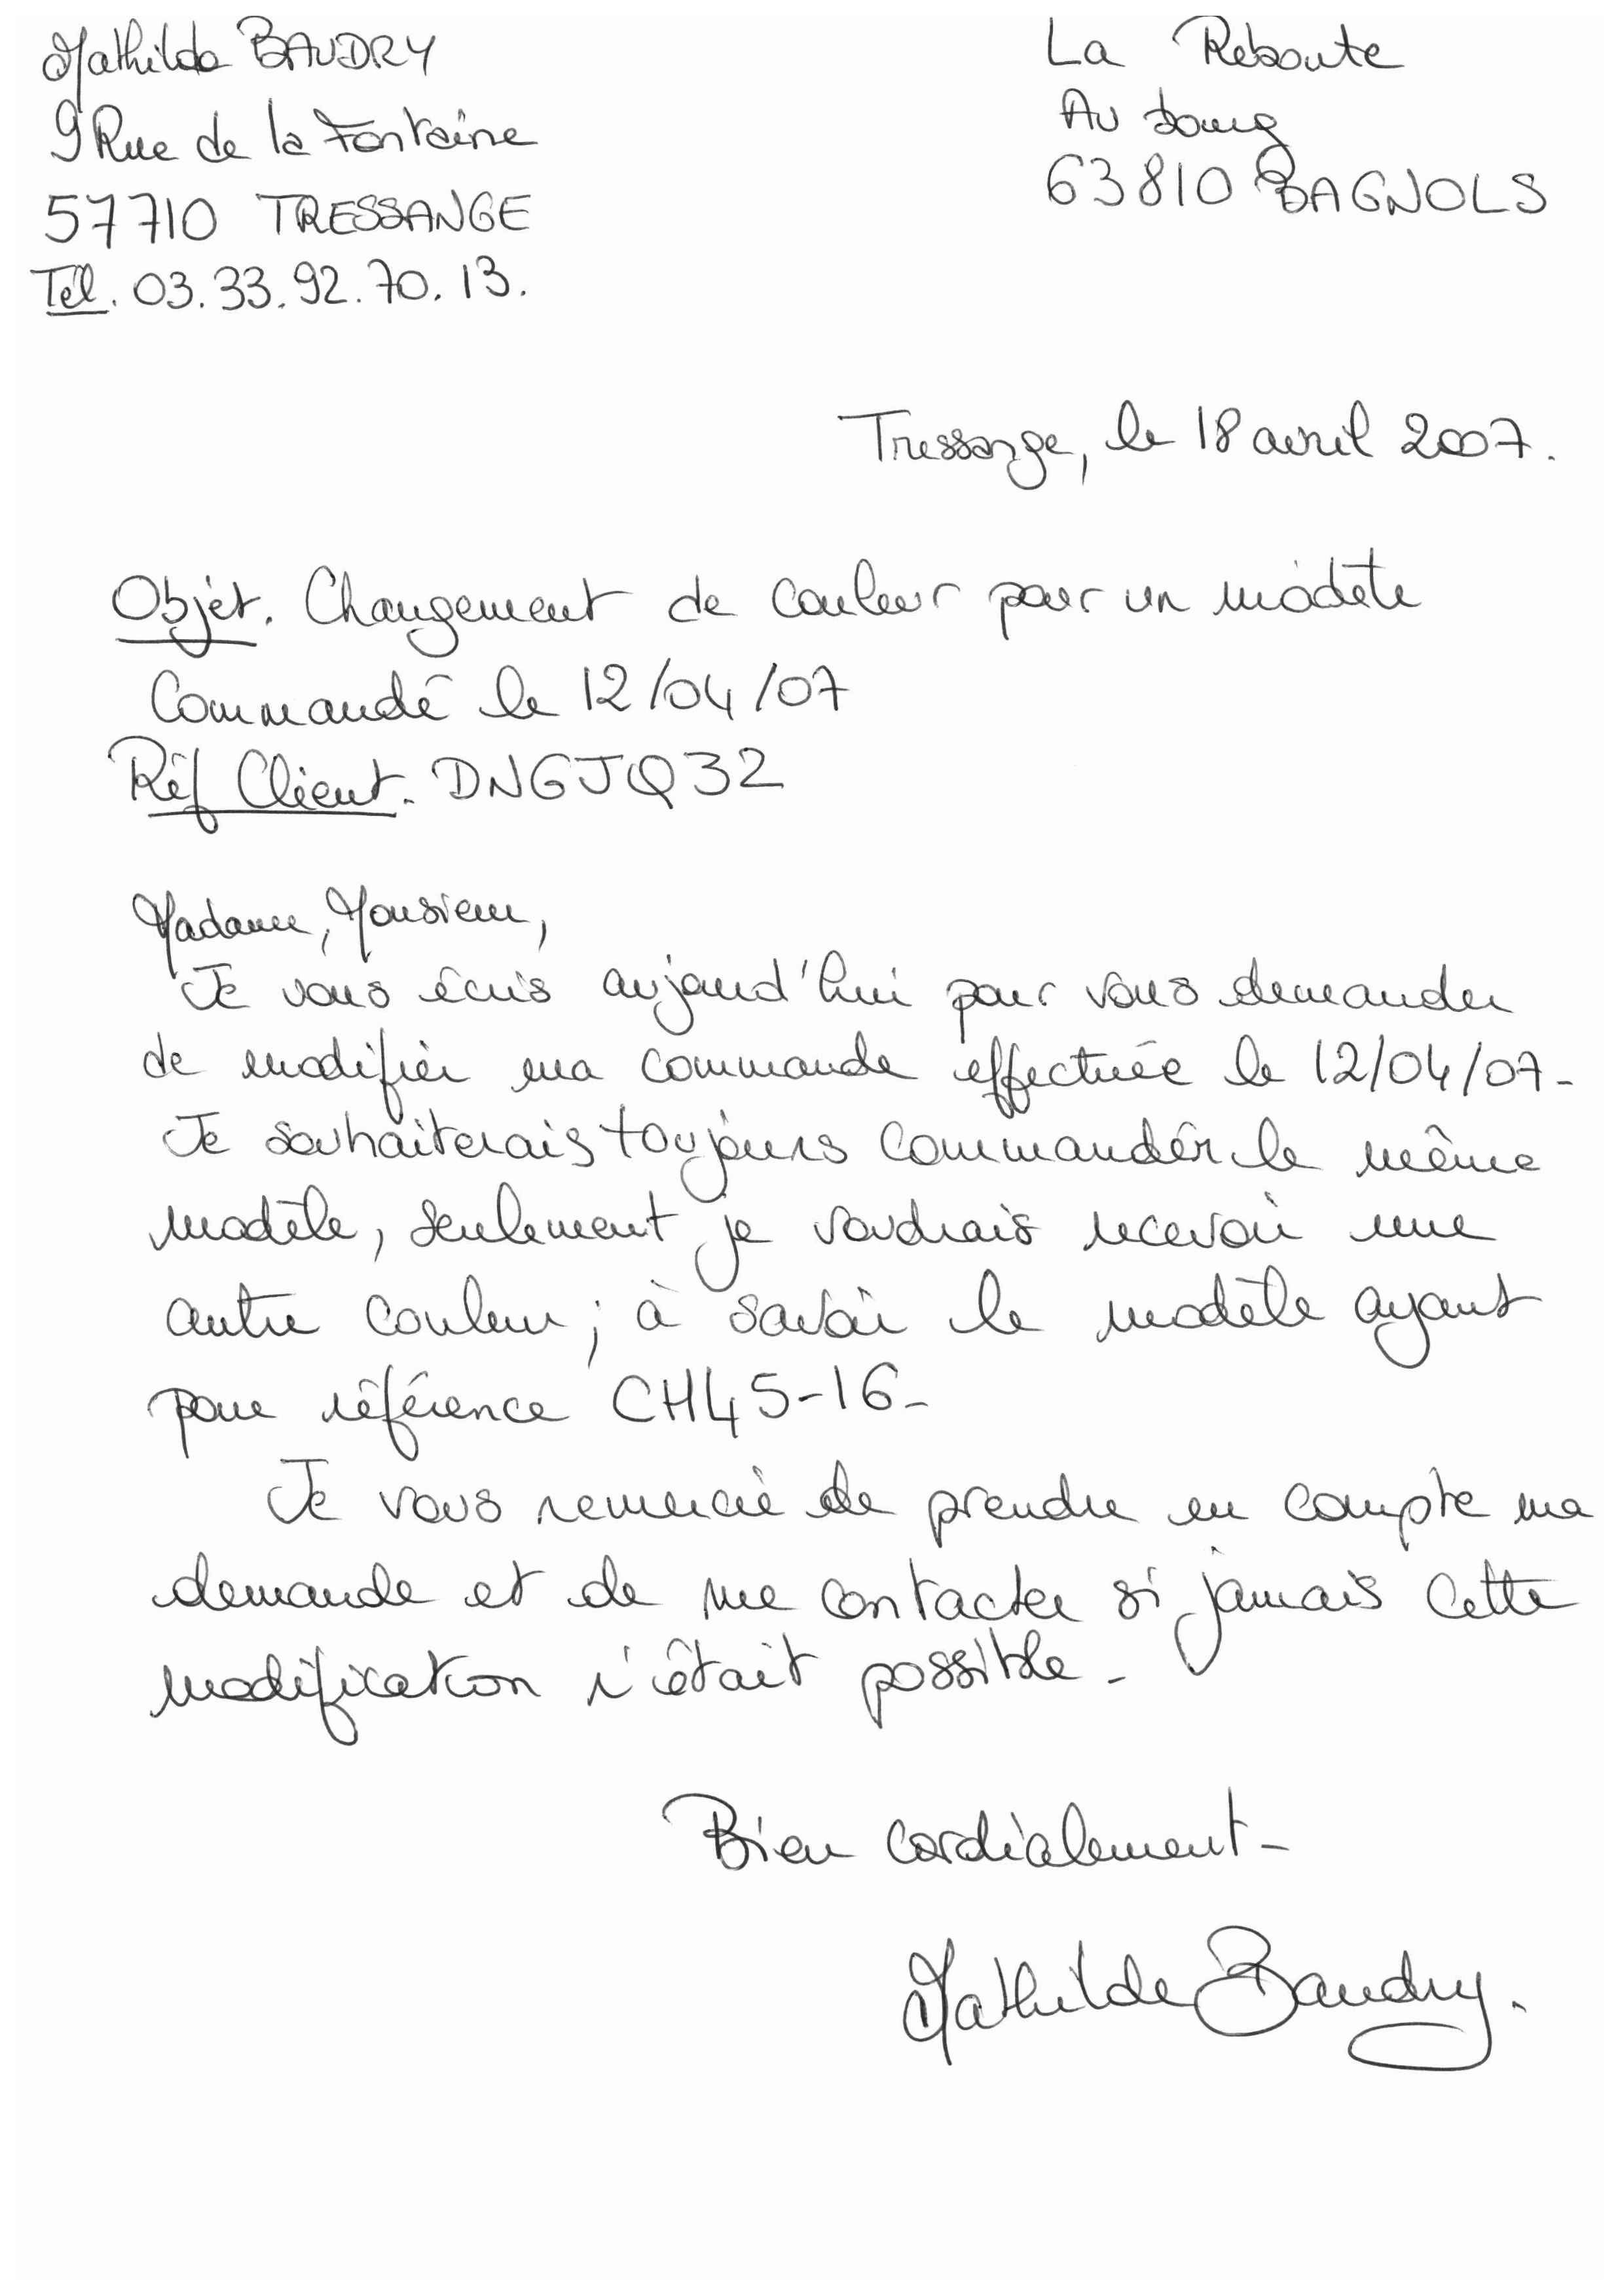 Mathilde BAUDRY
9 Rue de la Fontaine
57710 TRESSANGE
Tél. 03.33.92.70.13.
La Reboute
Au bourg
63810 BAGNOLS
Tressange, le 18 avril 2007.
Objet. Changement de couleur pour un modèle
Commandé le 12/04/07
Réf Client. DNGJQ32
Madame, Monsieur,
Je vous écris aujourd'hui pour vous demander
de modifier ma commande effectuée le 12/04/07-
Je souhaiterais toujours commander le même
modèle, seulement je voudrais recevoir une
autre couleur ; à savoir le modèle ayant
pour référence CH45-16-
Je vous remercie de prendre en compte ma
demande et de me contacter si jamais cette
modification n'était possible-
Bien cordialement-
Mathilde Baudry.